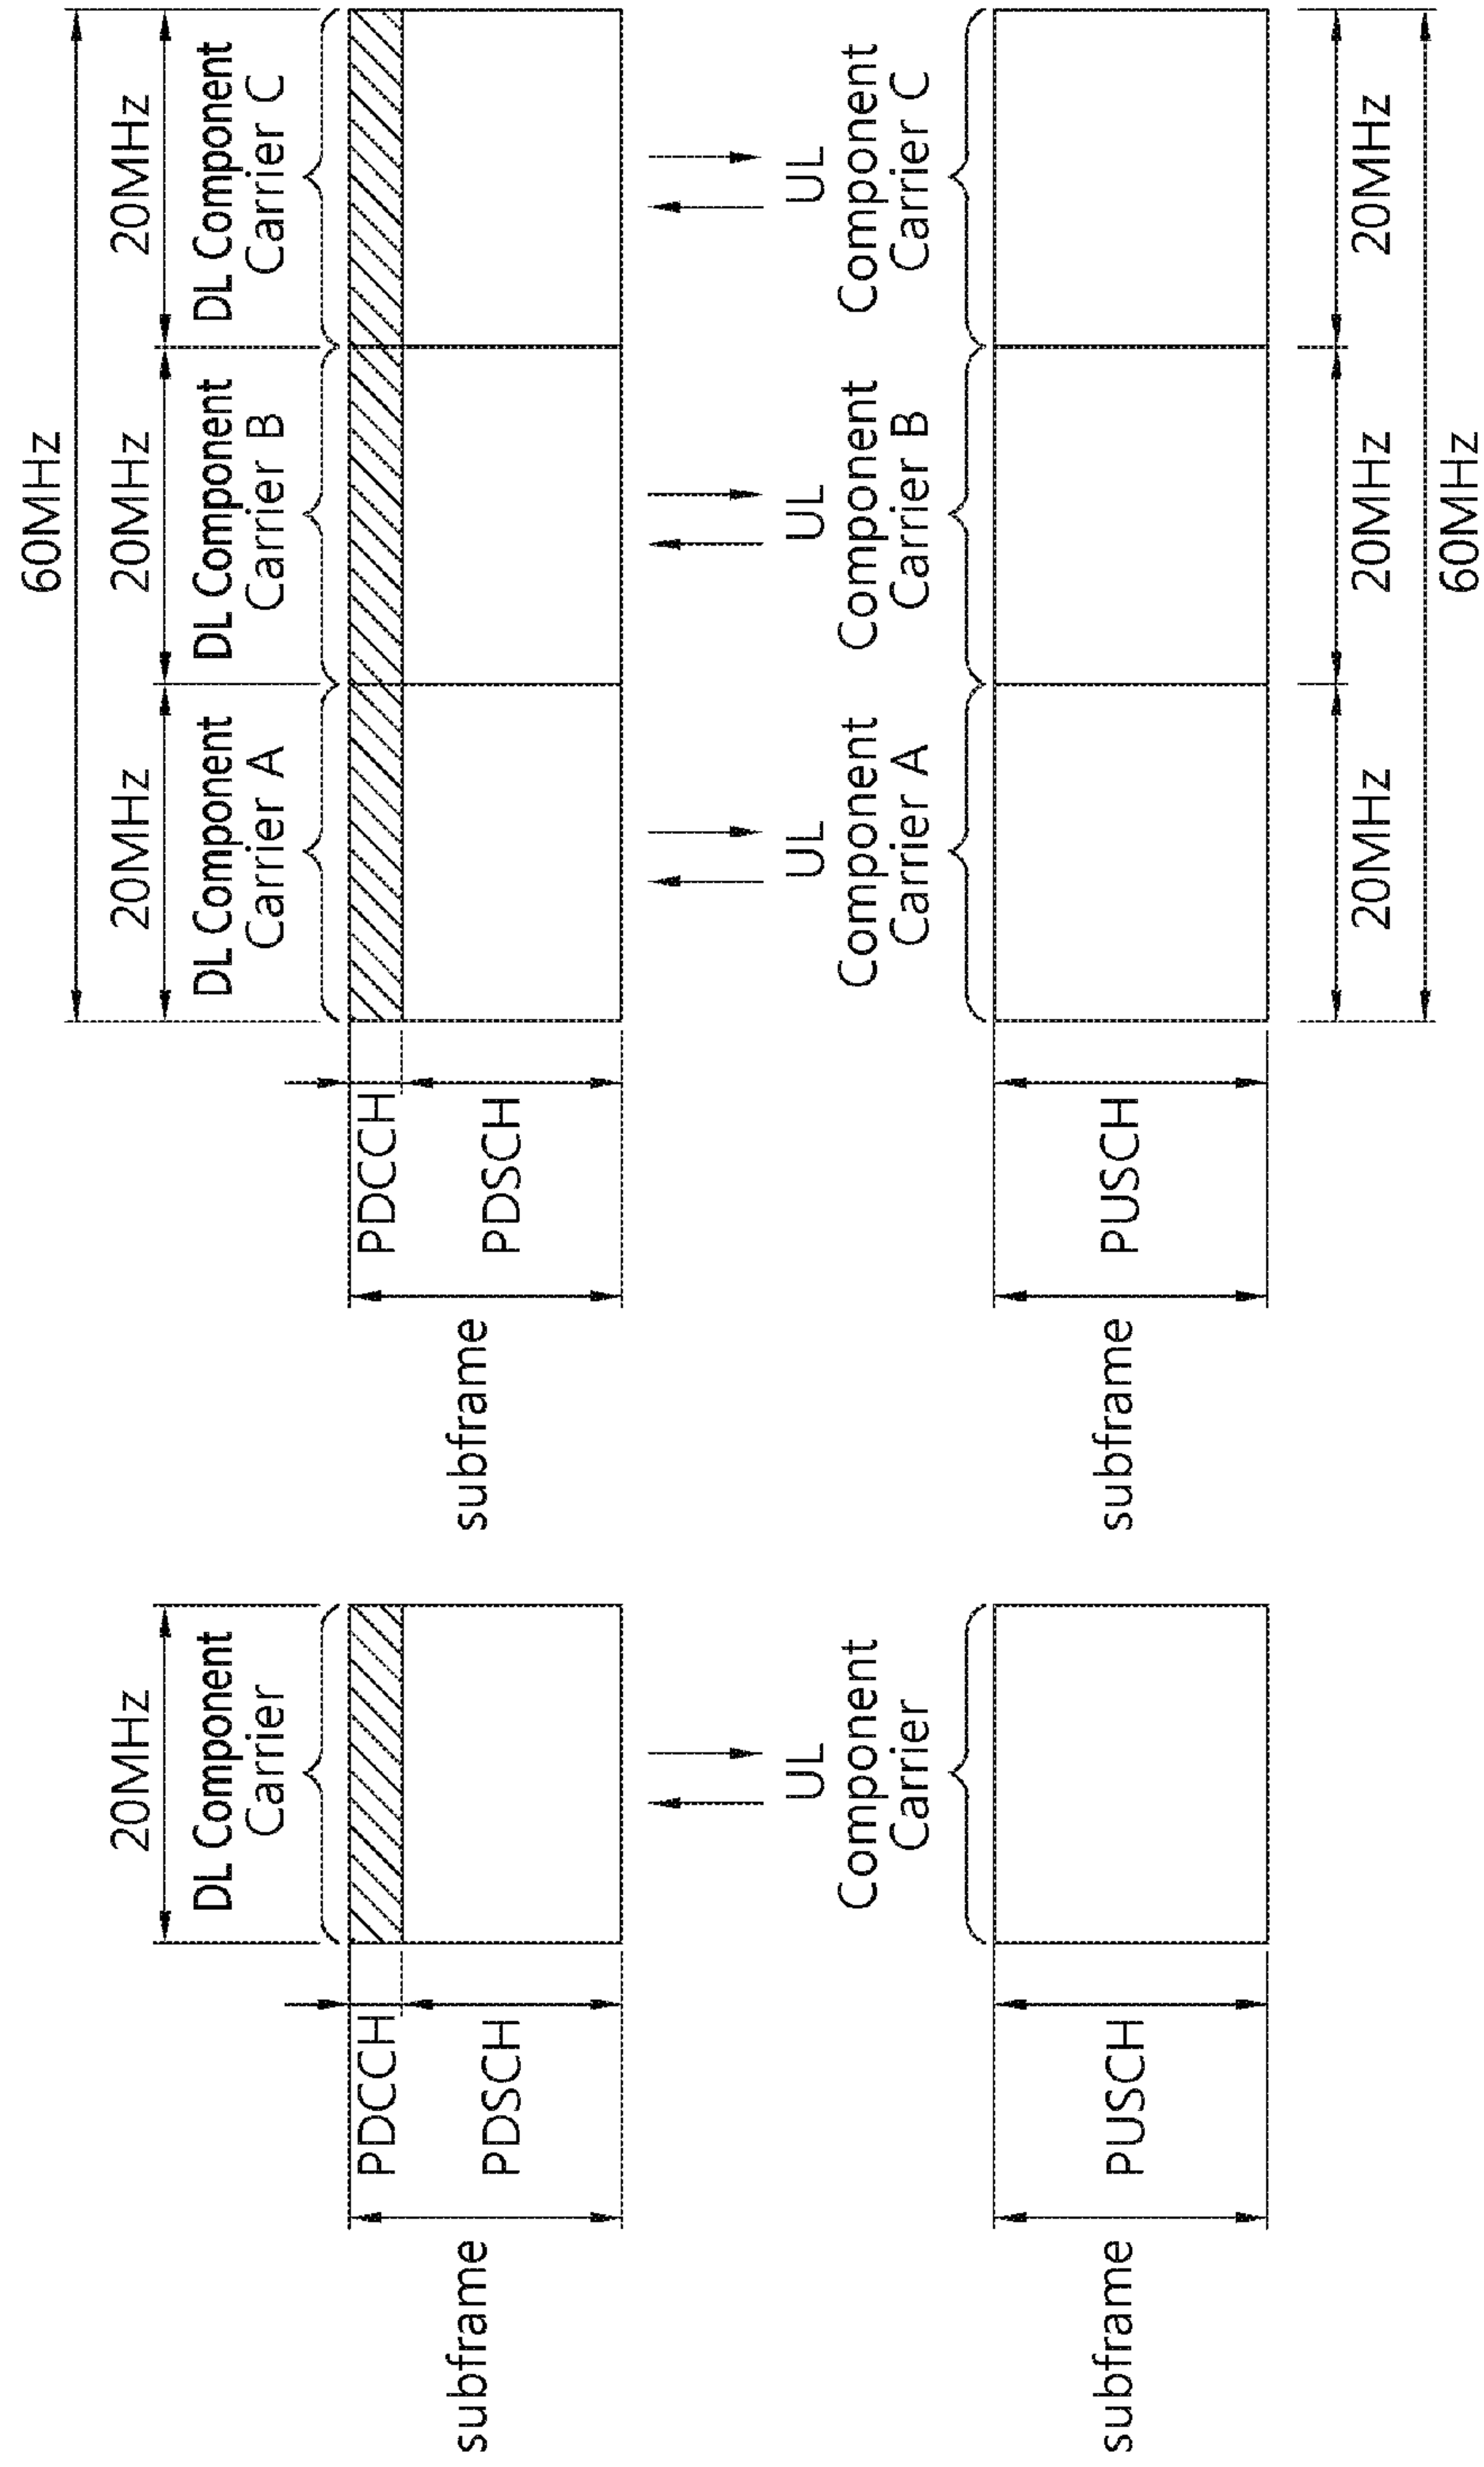 20MHz
DL Component
Carrier
PDCCH
PDSCH
subframe
UL
Component
Carrier
PUSCH
subframe
60MHz
20MHz
20MHz
20MHz
DL Component
Carrier A
DL Component
Carrier B
DL Component
Carrier C
PDCCH
PDSCH
subframe
UL
Component
Carrier A
UL
Component
Carrier B
UL
Component
Carrier C
PUSCH
subframe
20MHz
20MHz
20MHz
60MHz